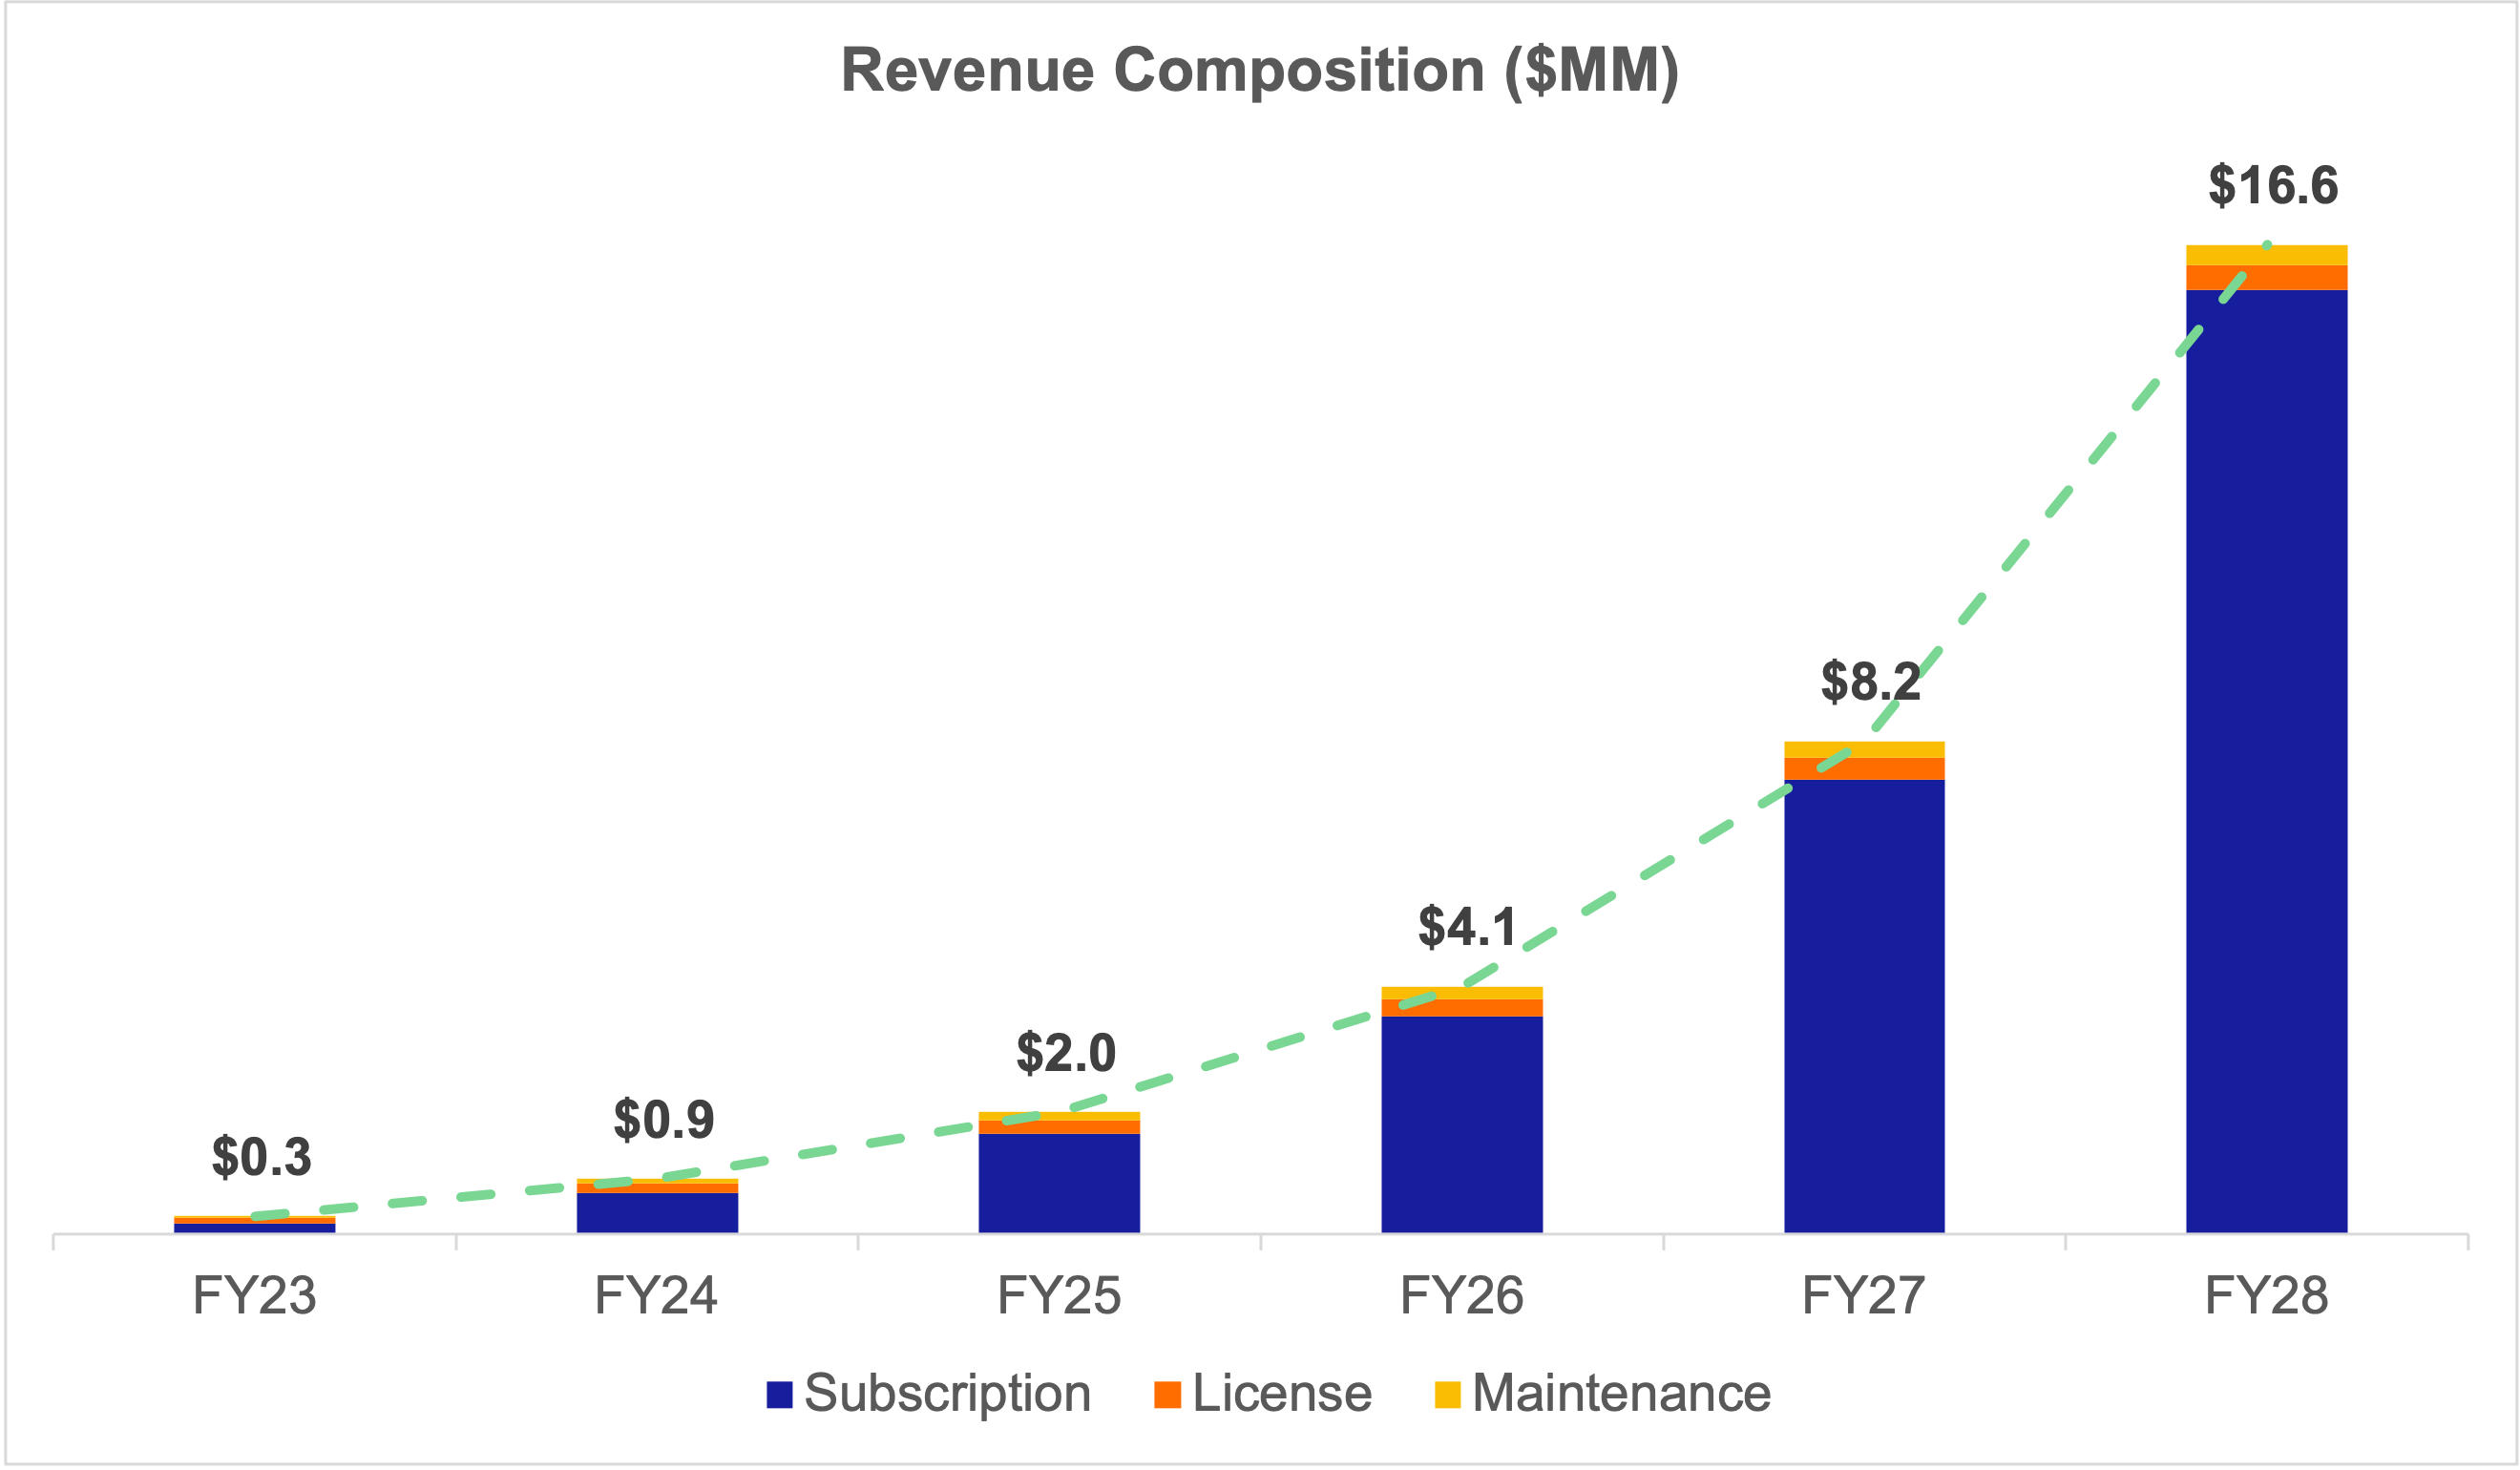 Revenue Composition ($MM)
$16.6
$8.2
$4.1
$2.0
$0.9
$0.3
FY23 FY24 FY25 FY26 FY27 FY28
Subscription License Maintenance